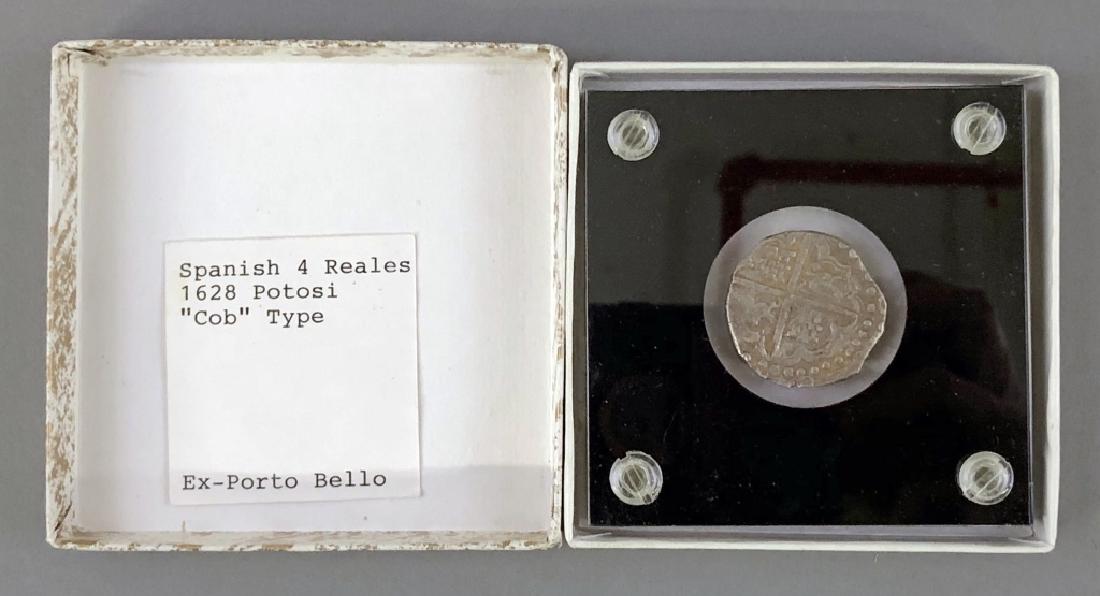 Spanish 4 Reales
1628 Potosi
"Cob" Type
Ex-Porto Bello